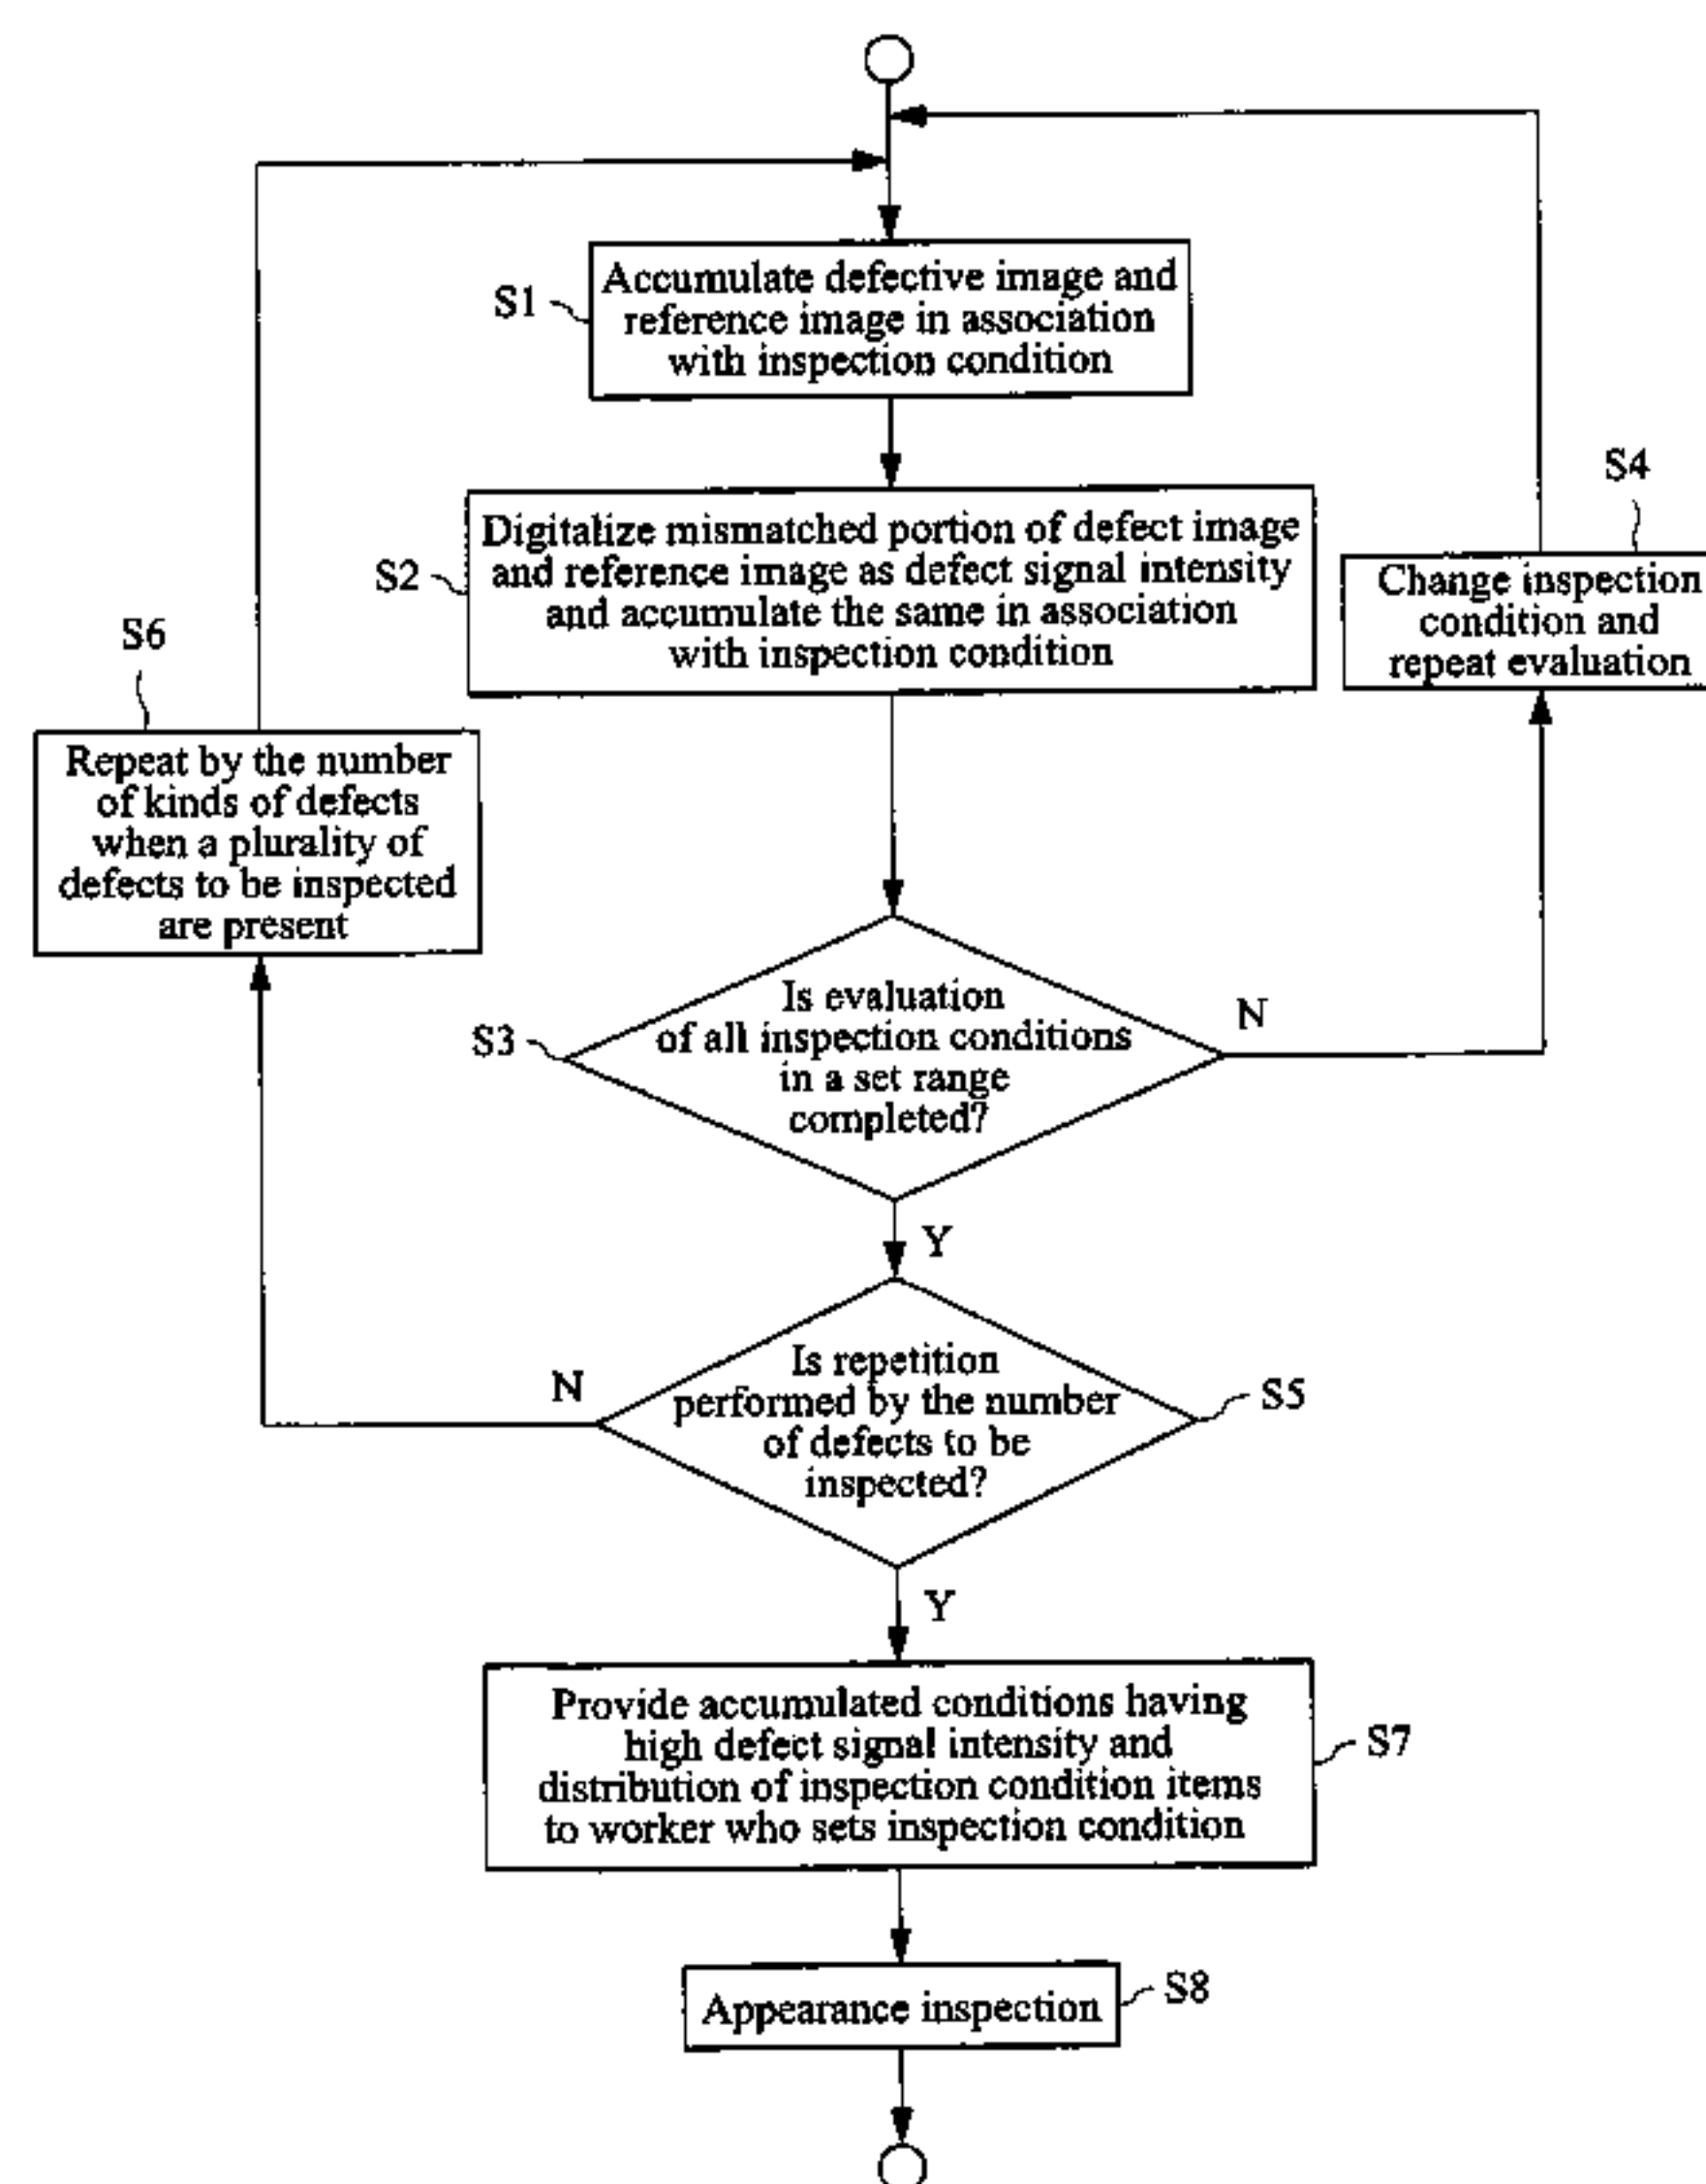 S1
Accumulate defective image and
reference image in association
with inspection condition
S2
Digitalize mismatched portion of defect image
and reference image as defect signal intensity
and accumulate the same in association
with inspection condition
S4
Change inspection
condition and
repeat evaluation
S6
Repeat by the number
of kinds of defects
when a plurality of
defects to be inspected
are present
S3
Is evaluation
of all inspection conditions
in a set range
completed?
N
Y
Is repetition
performed by the number
of defects to be
inspected?
N
S5
Y
Provide accumulated conditions having
high defect signal intensity and
distribution of inspection condition items
to worker who sets inspection condition
S7
Appearance inspection
S8